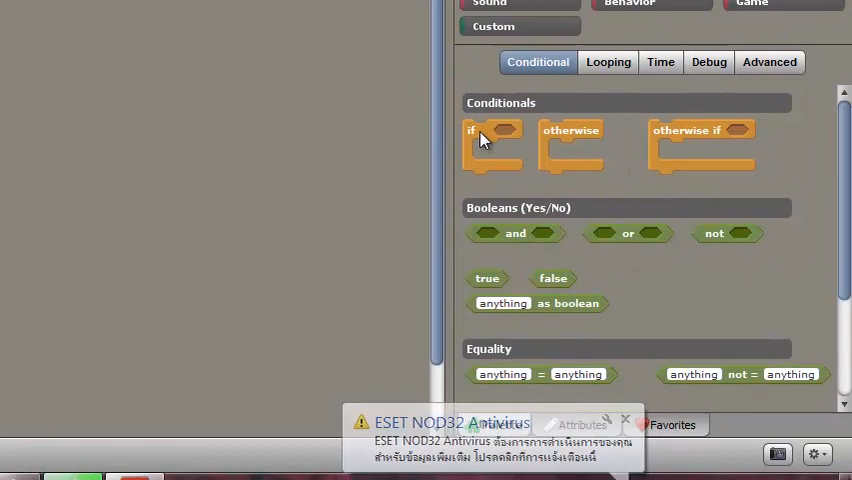 Sound
Behavior
Game
Custom
Conditional
Looping
Time
Debug
Advanced
Conditionals
if
otherwise
otherwise if
Booleans (Yes/No)
and
or
not
true
false
anything as boolean
Equality
anything = anything
anything not = anything
ESET NOD32 Antivirus
Palette
Attributes
Favorites
ESET NOD32 Antivirus ต้องการการดำเนินการของคุณ
สำหรับข้อมูลเพิ่มเติม โปรดคลิกที่การแจ้งเตือนนี้